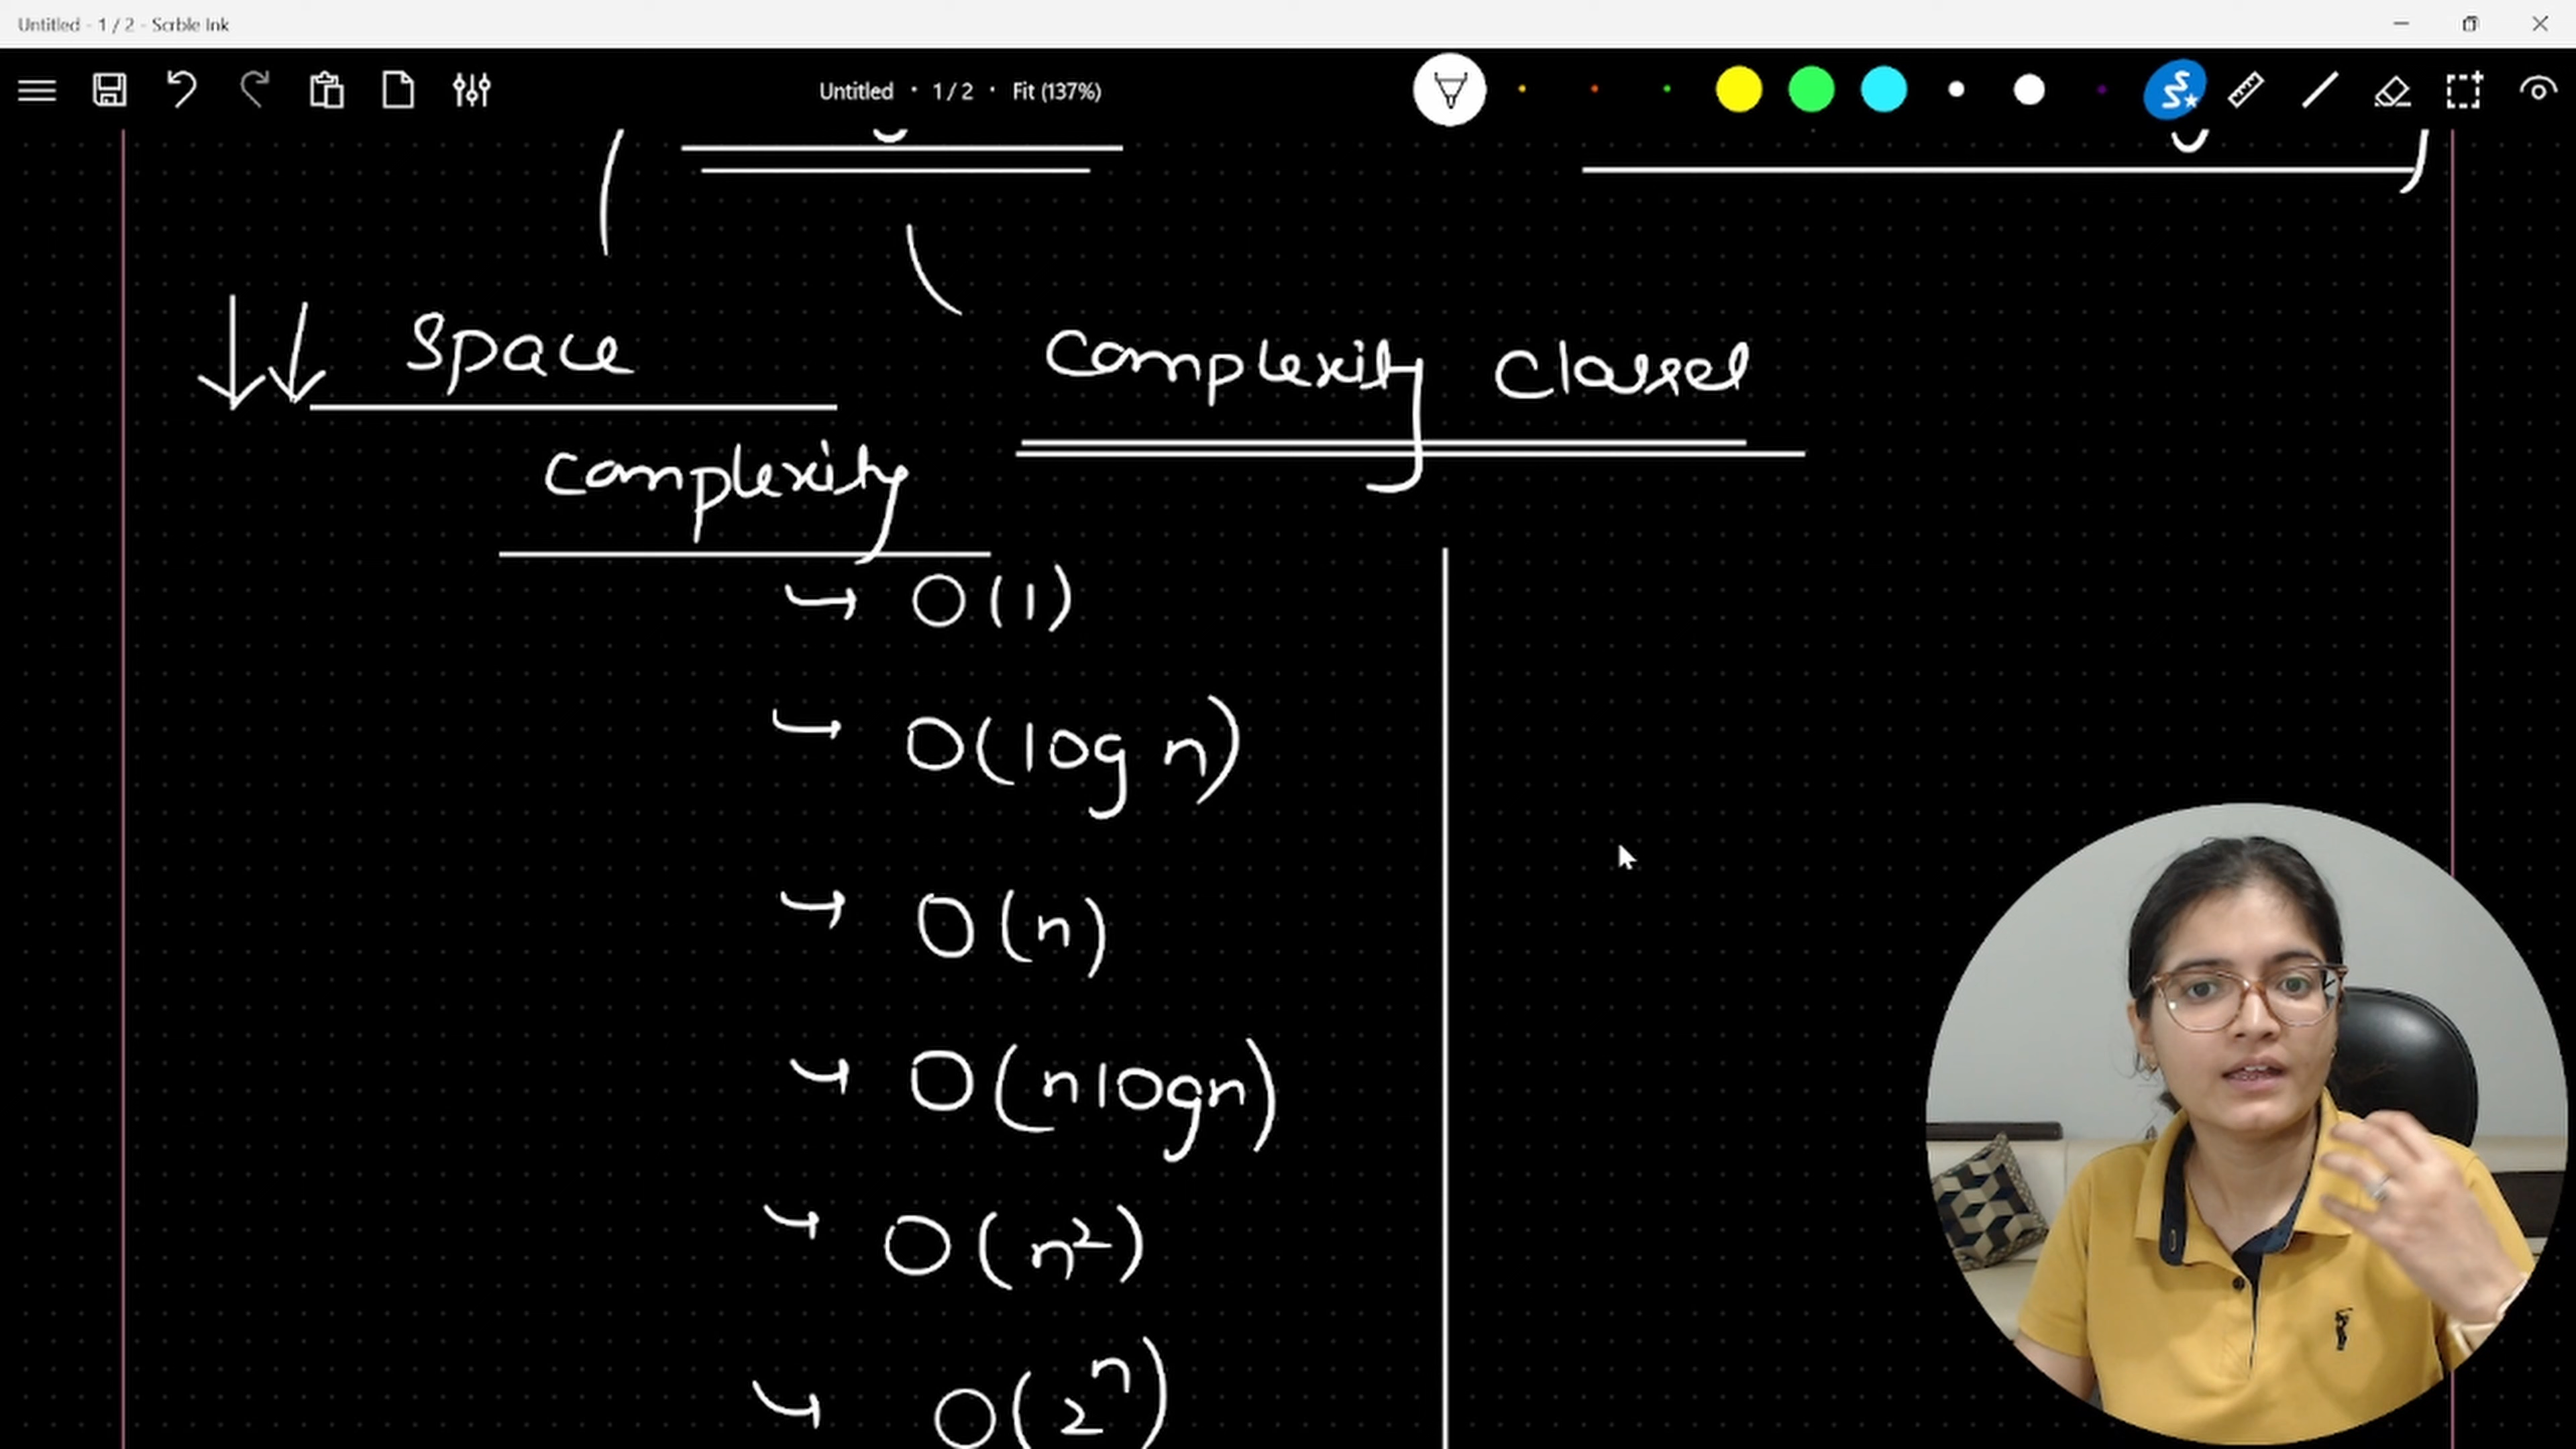 Untitled - 1 / 2 - Scrble Ink
Untitled • 1 / 2 • Fit (137%)
Space
Complexity
Complexity Classes
↳ O(1)
↳ O(log n)
↳ O(n)
↳ O(nlogn)
↳ O(n²)
↳ O(2ⁿ)